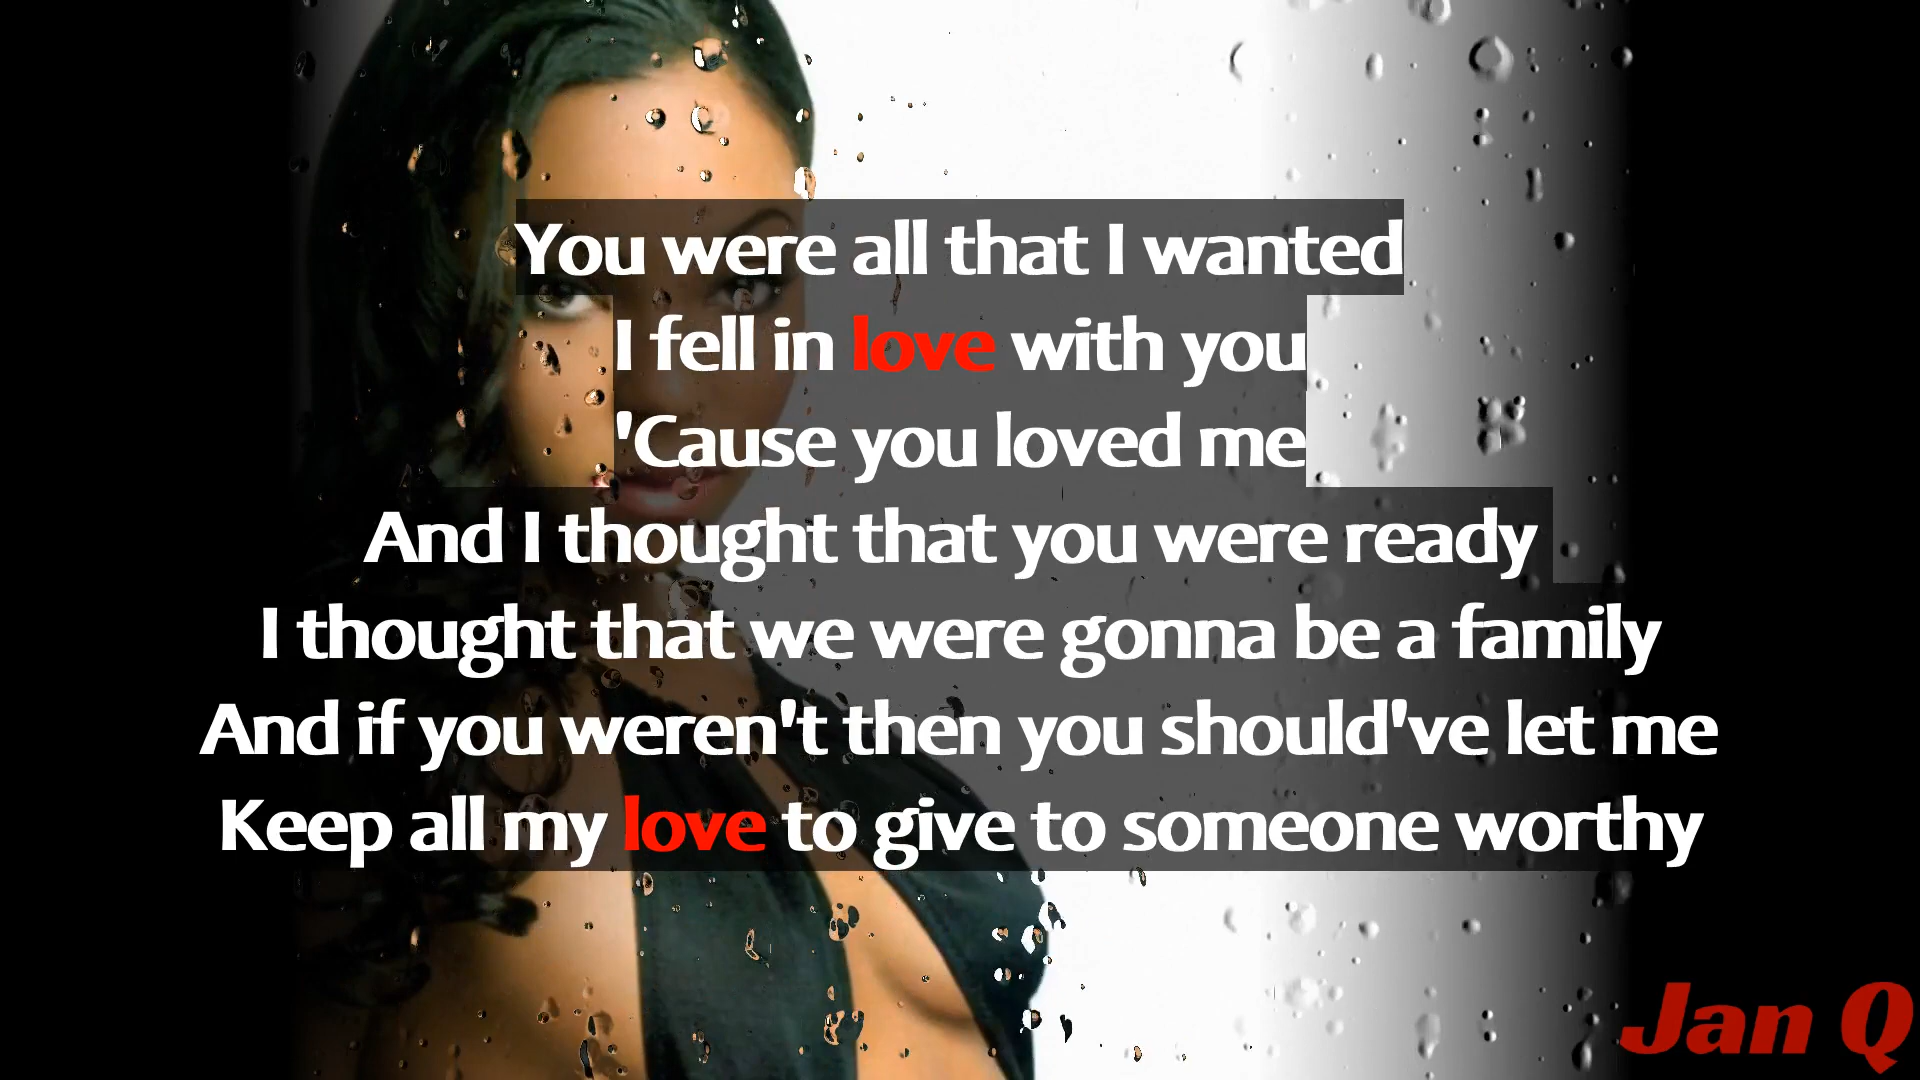 You were all that I wanted
I fell in love with you
'Cause you loved me
And I thought that you were ready
I thought that we were gonna be a family
And if you weren't then you should've let me
Keep all my love to give to someone worthy
Jan Q